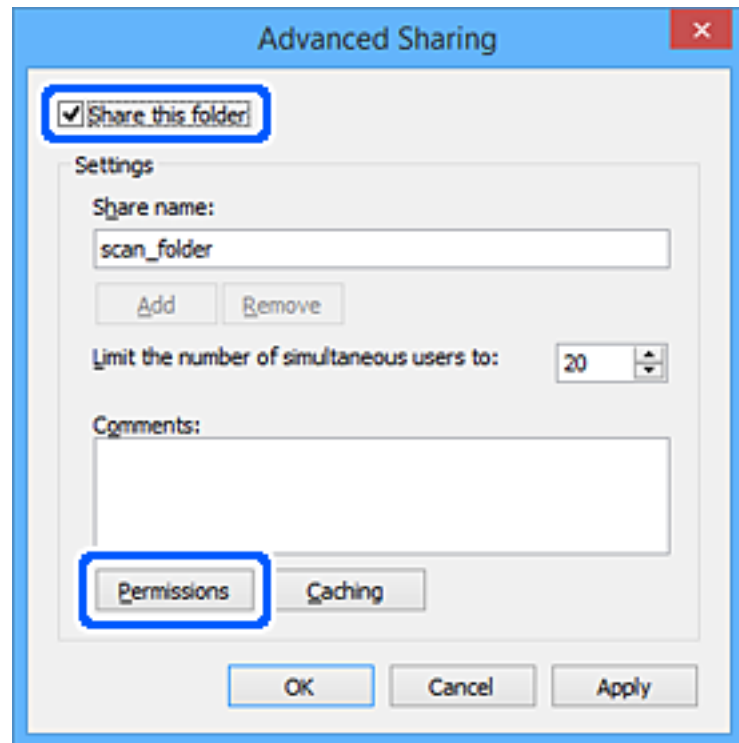 Advanced Sharing
Share this folder
Settings
Share name:
scan_folder
Add Remove
Limit the number of simultaneous users to: 20
Comments:
Permissions Caching
OK Cancel Apply